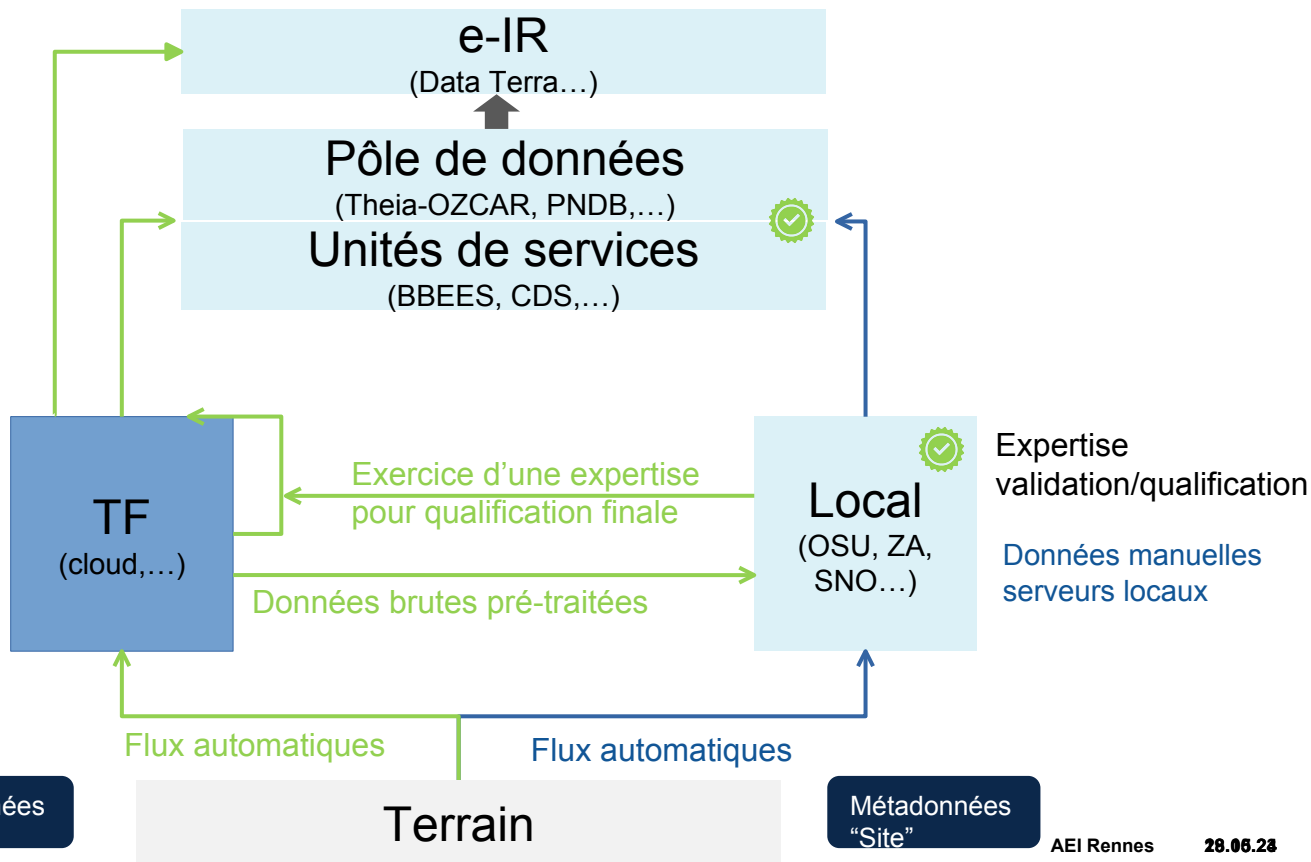 e-IR
(Data Terra…)
Pôle de données
(Theia-OZCAR, PNDB,…)
Unités de services
(BBEES, CDS,…)
TF
(cloud,…)
Exercice d’une expertise
pour qualification finale
Données brutes pré-traitées
Local
(OSU, ZA,
SNO…)
Expertise
validation/qualification
Données manuelles
serveurs locaux
Flux automatiques
Flux automatiques
ées
Terrain
Métadonnées
“Site”
AEI Rennes